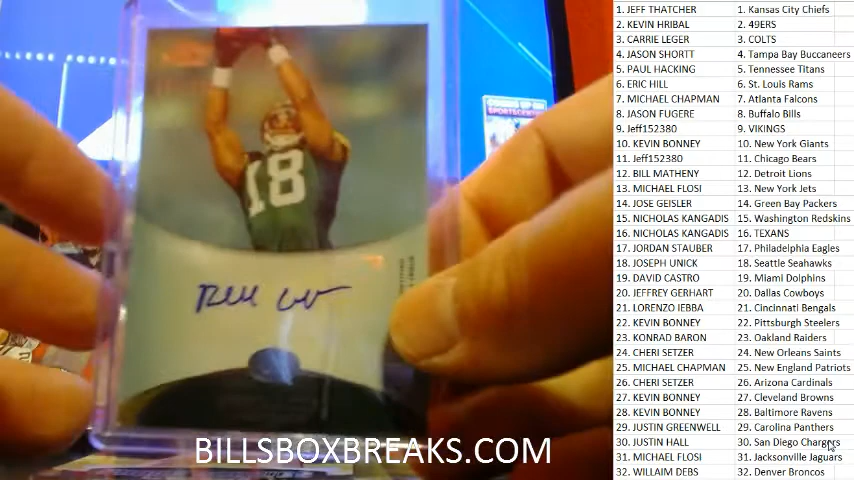 1. JEFF THATCHER 1. Kansas City Chiefs
2. KEVIN HRIBAL 2. 49ERS
3. CARRIE LEGER 3. COLTS
4. JASON SHORTT 4. Tampa Bay Buccaneers
5. PAUL HACKING 5. Tennessee Titans
6. ERIC HILL 6. St. Louis Rams
7. MICHAEL CHAPMAN 7. Atlanta Falcons
8. JASON FUGERE 8. Buffalo Bills
9. Jeff152380 9. VIKINGS
10. KEVIN BONNEY 10. New York Giants
11. Jeff152380 11. Chicago Bears
12. BILL MATHENY 12. Detroit Lions
13. MICHAEL FLOSI 13. New York Jets
14. JOSE GEISLER 14. Green Bay Packers
15. NICHOLAS KANGADIS 15. Washington Redskins
16. NICHOLAS KANGADIS 16. TEXANS
17. JORDAN STAUBER 17. Philadelphia Eagles
18. JOSEPH UNICK 18. Seattle Seahawks
19. DAVID CASTRO 19. Miami Dolphins
20. JEFFREY GERHART 20. Dallas Cowboys
21. LORENZO IEBBA 21. Cincinnati Bengals
22. KEVIN BONNEY 22. Pittsburgh Steelers
23. KONRAD BARON 23. Oakland Raiders
24. CHERI SETZER 24. New Orleans Saints
25. MICHAEL CHAPMAN 25. New England Patriots
26. CHERI SETZER 26. Arizona Cardinals
27. KEVIN BONNEY 27. Cleveland Browns
28. KEVIN BONNEY 28. Baltimore Ravens
29. JUSTIN GREENWELL 29. Carolina Panthers
30. JUSTIN HALL 30. San Diego Chargers
31. MICHAEL FLOSI 31. Jacksonville Jaguars
32. WILLAIM DEBS 32. Denver Broncos
COMING UP ON
SPORTSCENTER
18
BILLSBOXBREAKS.COM